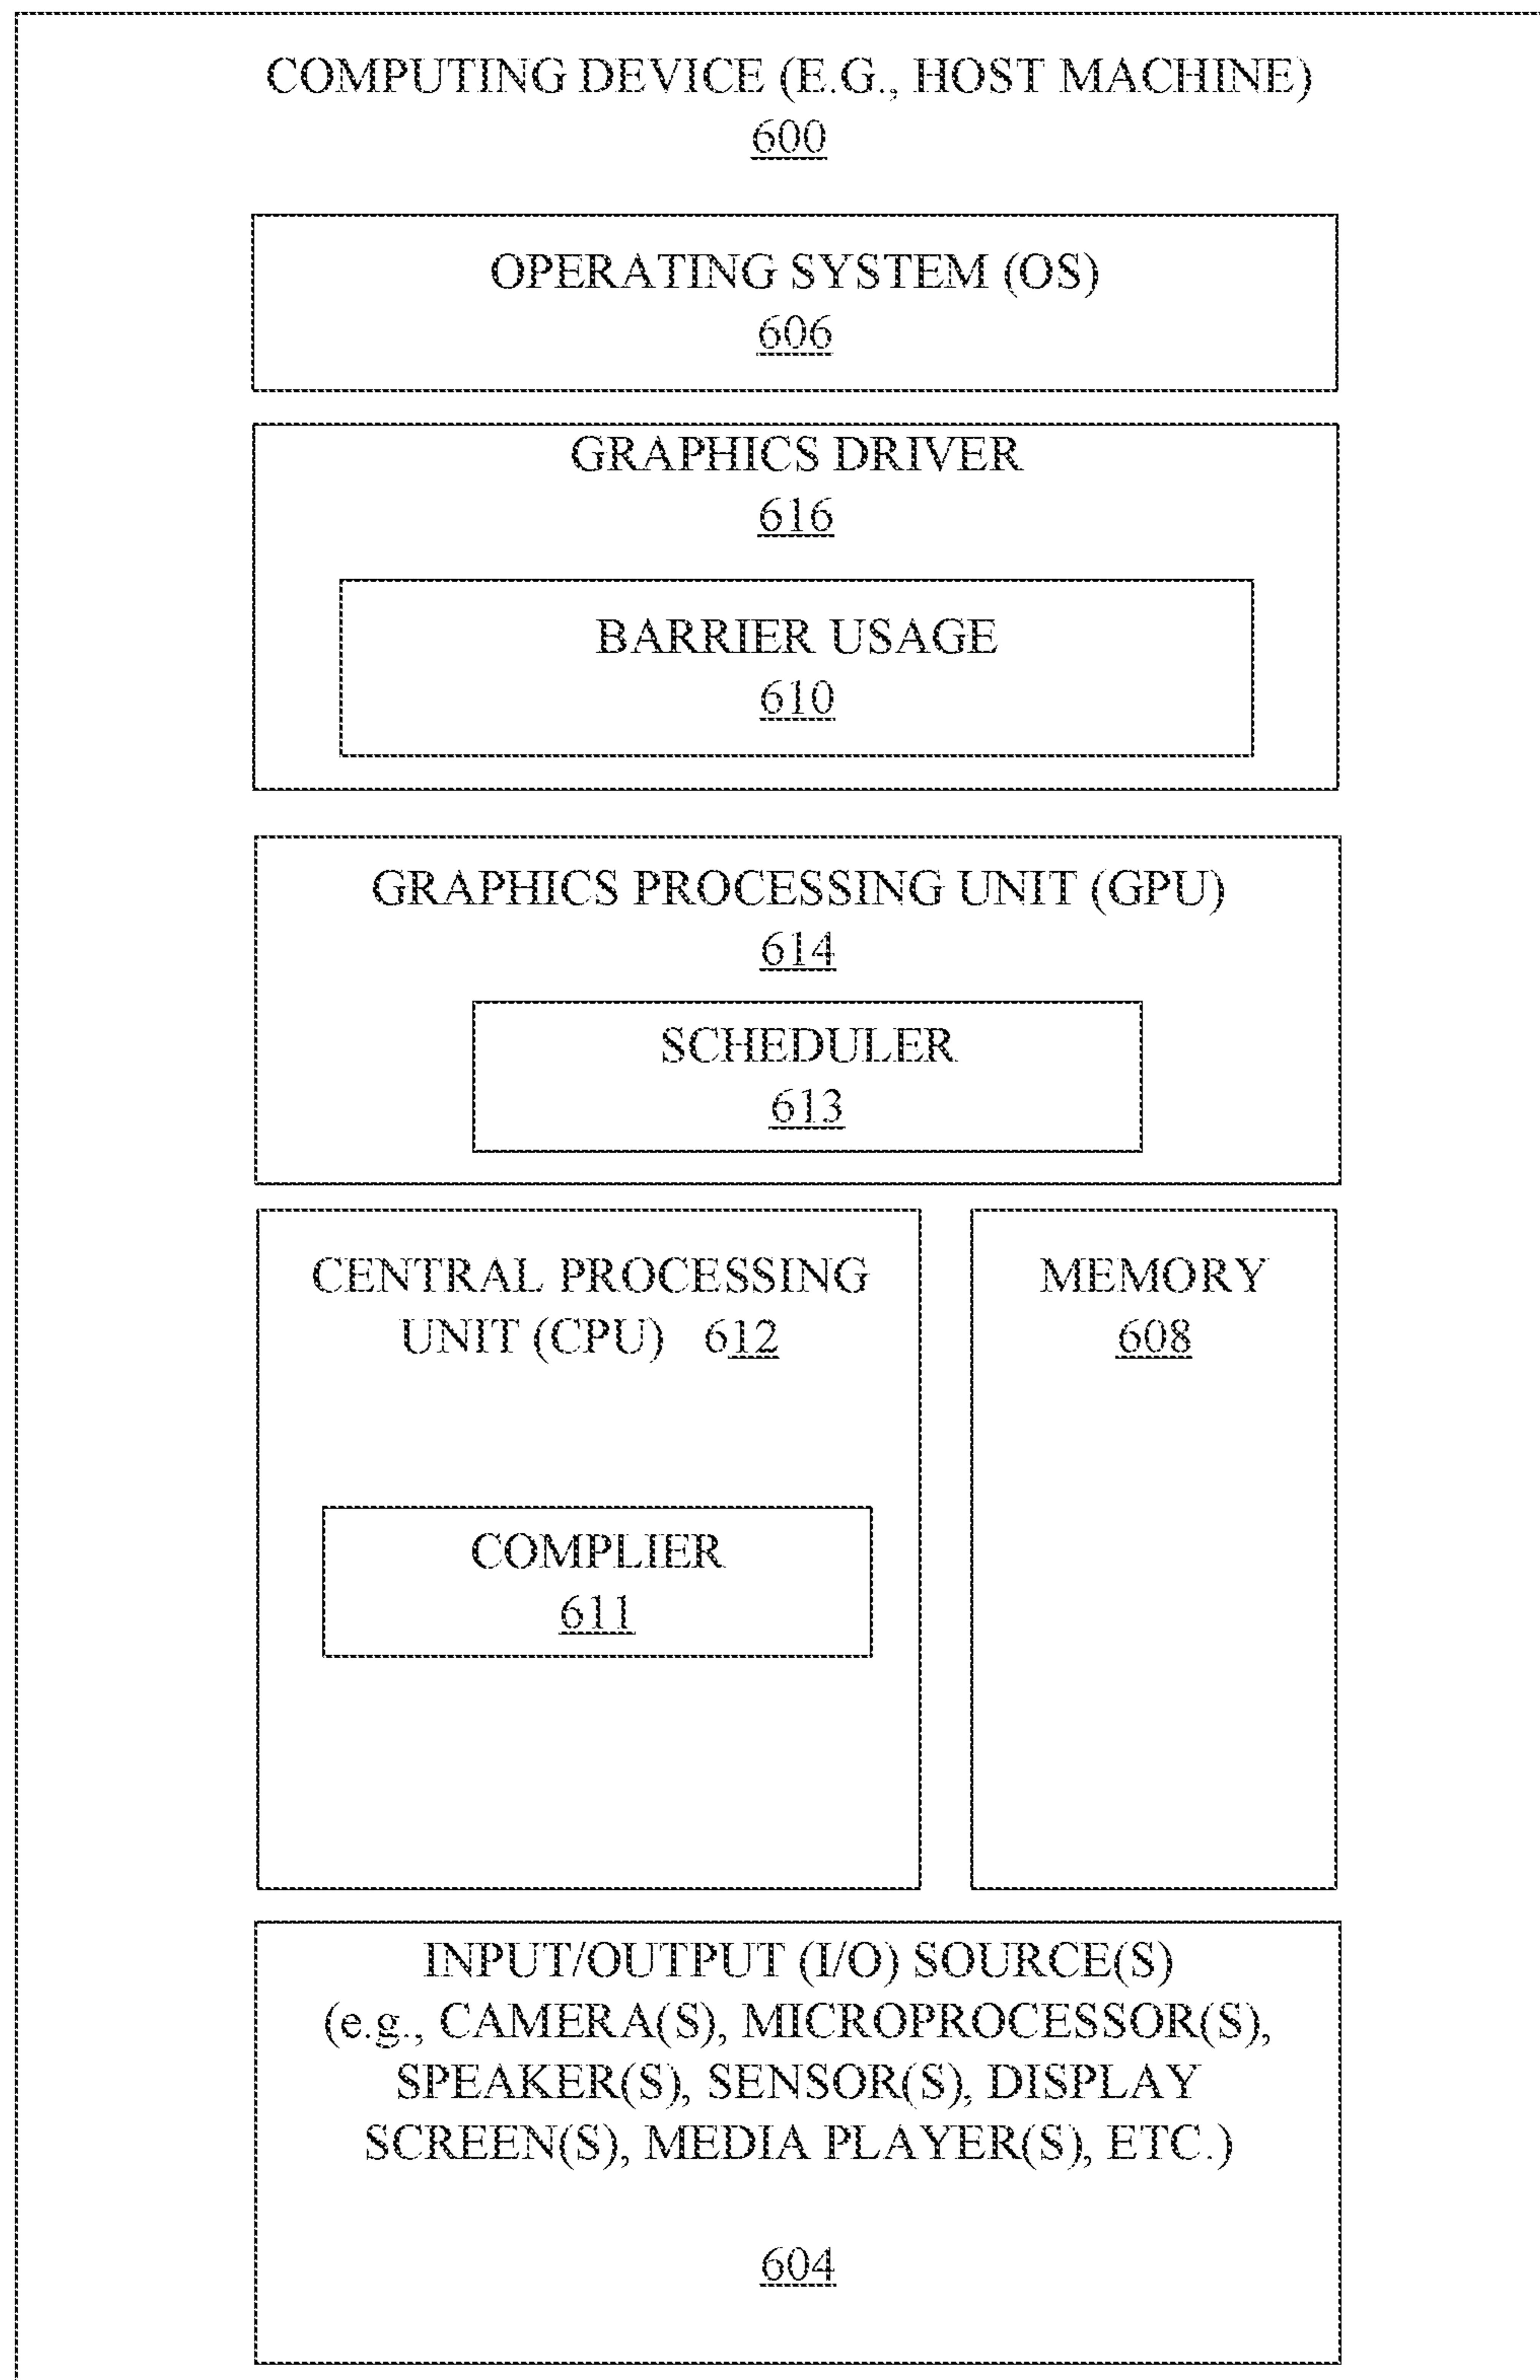 COMPUTING DEVICE (E.G., HOST MACHINE)
600
OPERATING SYSTEM (OS)
606
GRAPHICS DRIVER
616
BARRIER USAGE
610
GRAPHICS PROCESSING UNIT (GPU)
614
SCHEDULER
613
CENTRAL PROCESSING
UNIT (CPU) 612
COMPLIER
611
MEMORY
608
INPUT/OUTPUT (I/O) SOURCE(S)
(e.g., CAMERA(S), MICROPROCESSOR(S),
SPEAKER(S), SENSOR(S), DISPLAY
SCREEN(S), MEDIA PLAYER(S), ETC.)
604